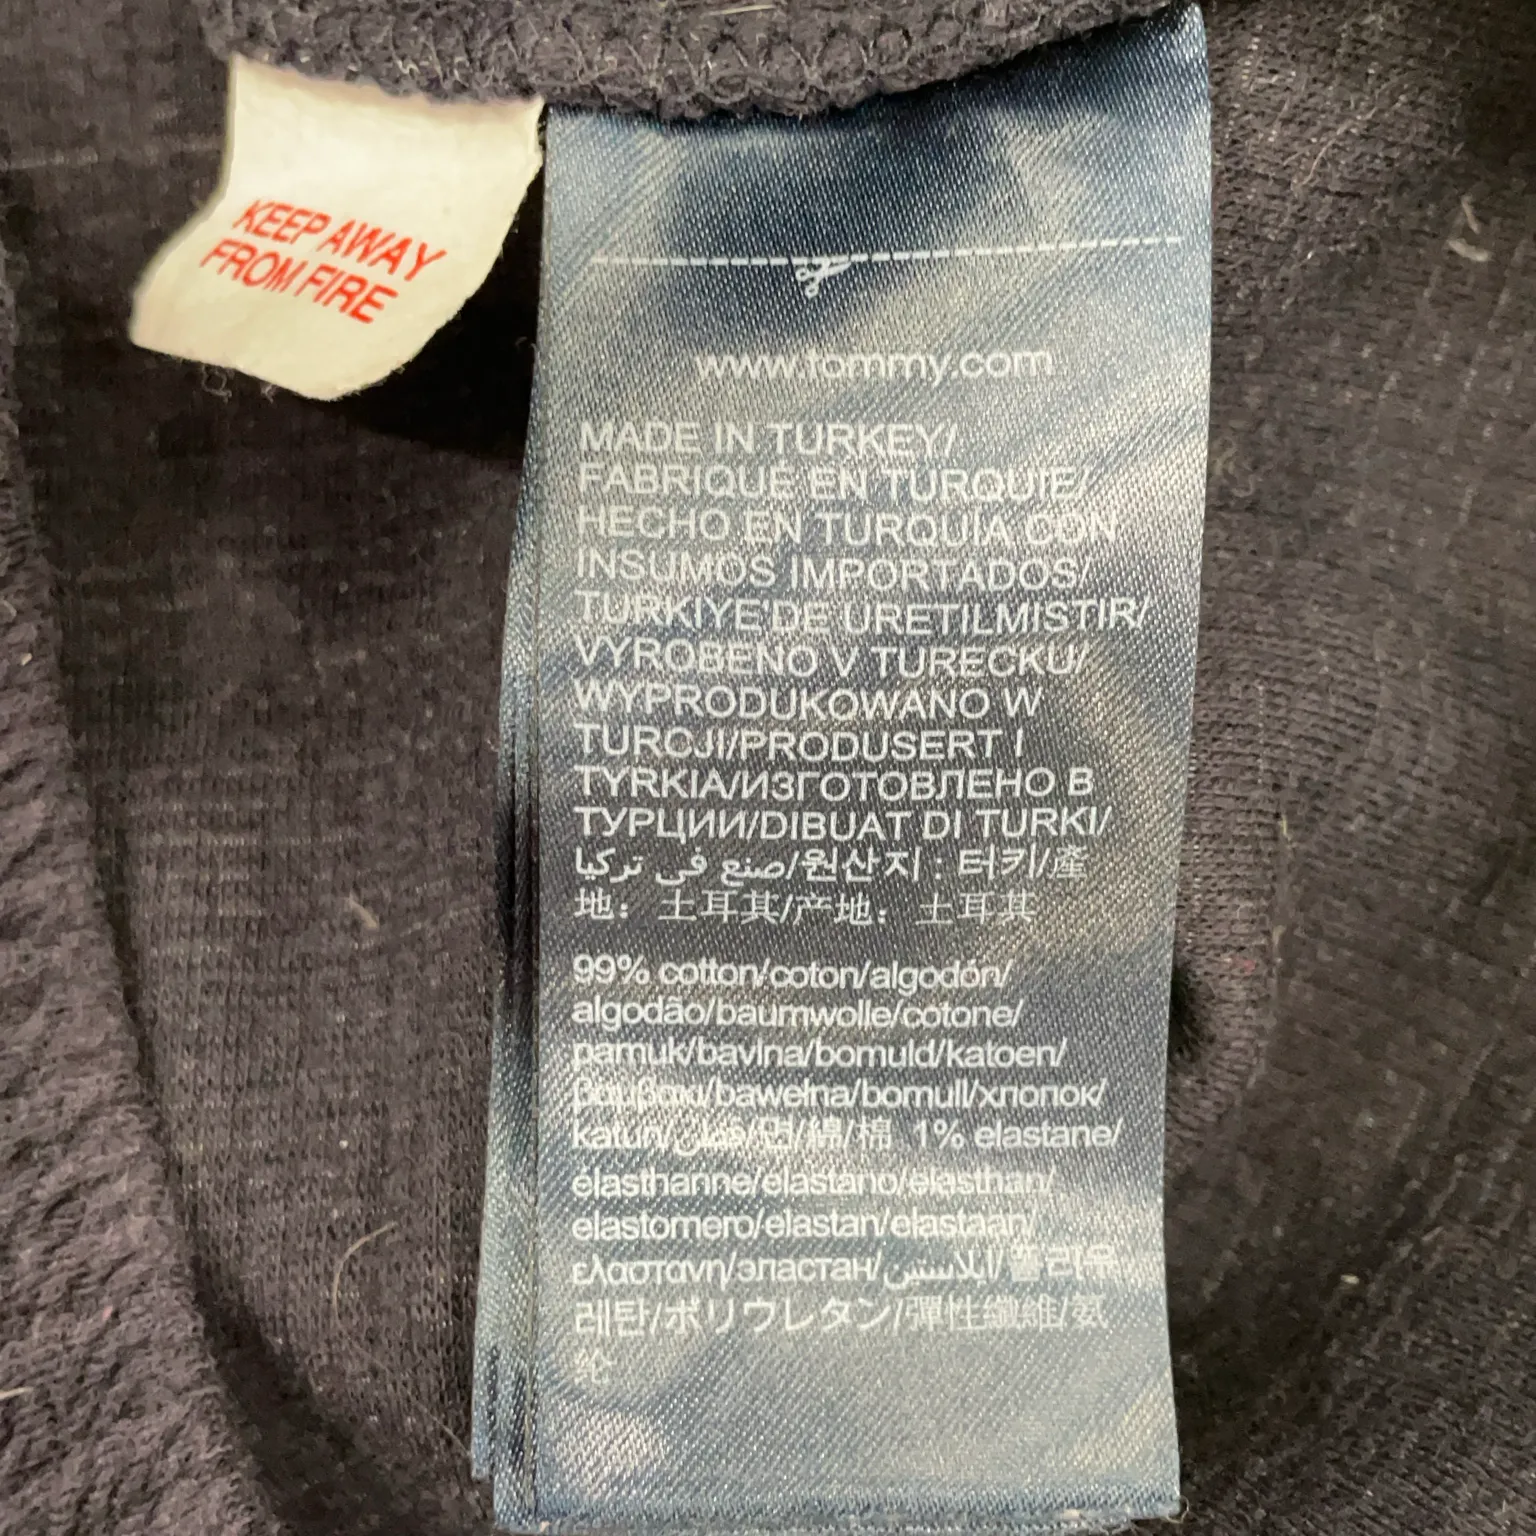 KEEP AWAY
FROM FIRE
www.tommy.com
MADE IN TURKEY/
FABRIQUÉ EN TURQUIE/
HECHO EN TURQUÍA CON
INSUMOS IMPORTADOS/
TURKIYE'DE URETILMISTIR/
VYROBENO V TURECKU/
WYPRODUKOWANO W
TURCJI/PRODUSERT I
TYRKIA/ИЗГОТОВЛЕНО В
ТУРЦИИ/DIBUAT DI TURKI/
صنع في تركيا/원산지 : 터키/產
地： 土耳其/产地： 土耳其
99% cotton/coton/algodón/
algodão/baumwolle/cotone/
pamuk/bavlna/bomuld/katoen/
βαμβακι/bawełna/bomull/хлопок/
katun/قطن/면/綿/棉 1% elastane/
élasthanne/elastano/elasthan/
elastomero/elastan/elastaan/
ελαστανη/эластан/إيلاستس/폴리우
레탄/ポリウレタン/彈性纖維/氨
纶